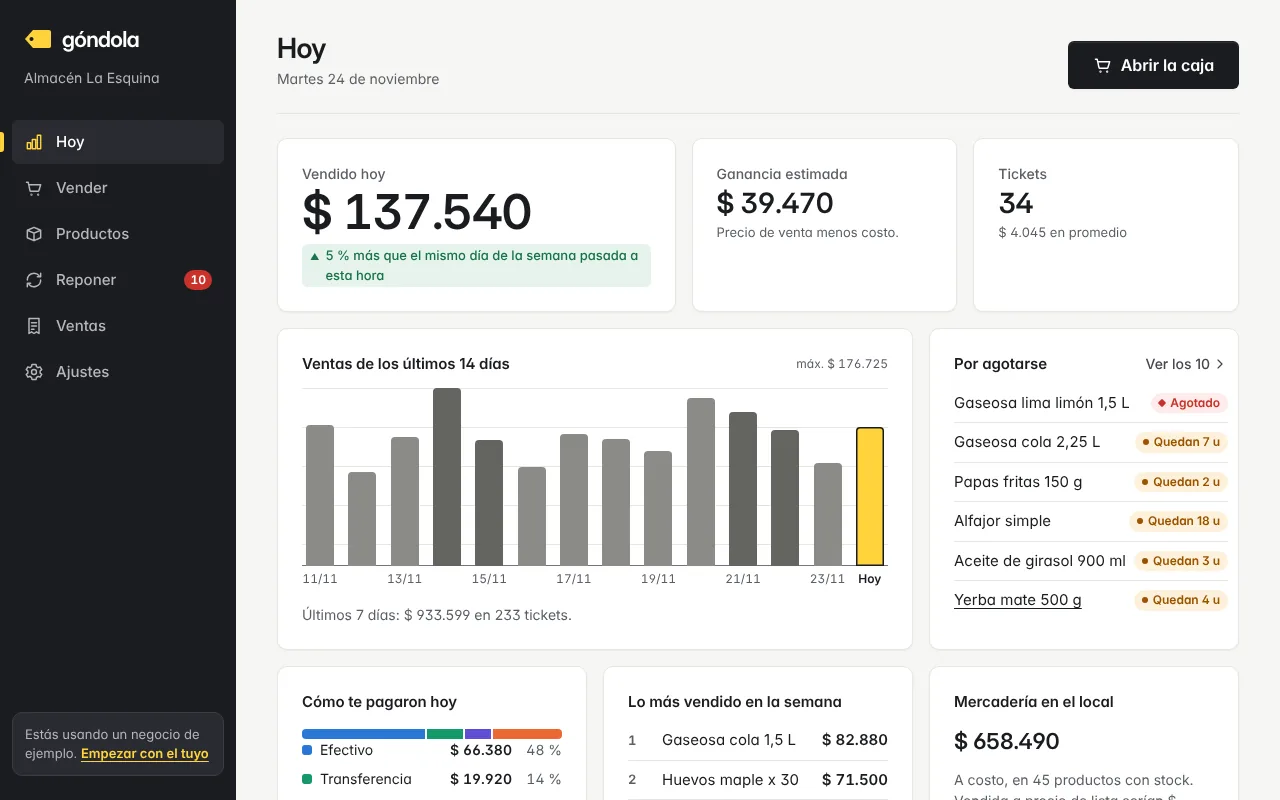 góndola
Almacén La Esquina
Hoy
Vender
Productos
Reponer 10
Ventas
Ajustes
Estás usando un negocio de
ejemplo. Empezar con el tuyo
Hoy
Martes 24 de noviembre
Abrir la caja
Vendido hoy
$ 137.540
▲ 5 % más que el mismo día de la semana pasada a
esta hora
Ganancia estimada
$ 39.470
Precio de venta menos costo.
Tickets
34
$ 4.045 en promedio
Ventas de los últimos 14 días
máx. $ 176.725
11/11 13/11 15/11 17/11 19/11 21/11 23/11 Hoy
Últimos 7 días: $ 933.599 en 233 tickets.
Por agotarse
Ver los 10
Gaseosa lima limón 1,5 L Agotado
Gaseosa cola 2,25 L Quedan 7 u
Papas fritas 150 g Quedan 2 u
Alfajor simple Quedan 18 u
Aceite de girasol 900 ml Quedan 3 u
Yerba mate 500 g Quedan 4 u
Cómo te pagaron hoy
Efectivo $ 66.380 48 %
Transferencia $ 19.920 14 %
Lo más vendido en la semana
1 Gaseosa cola 1,5 L $ 82.880
2 Huevos maple x 30 $ 71.500
Mercadería en el local
$ 658.490
A costo, en 45 productos con stock.
Vendida a precio de lista serían $